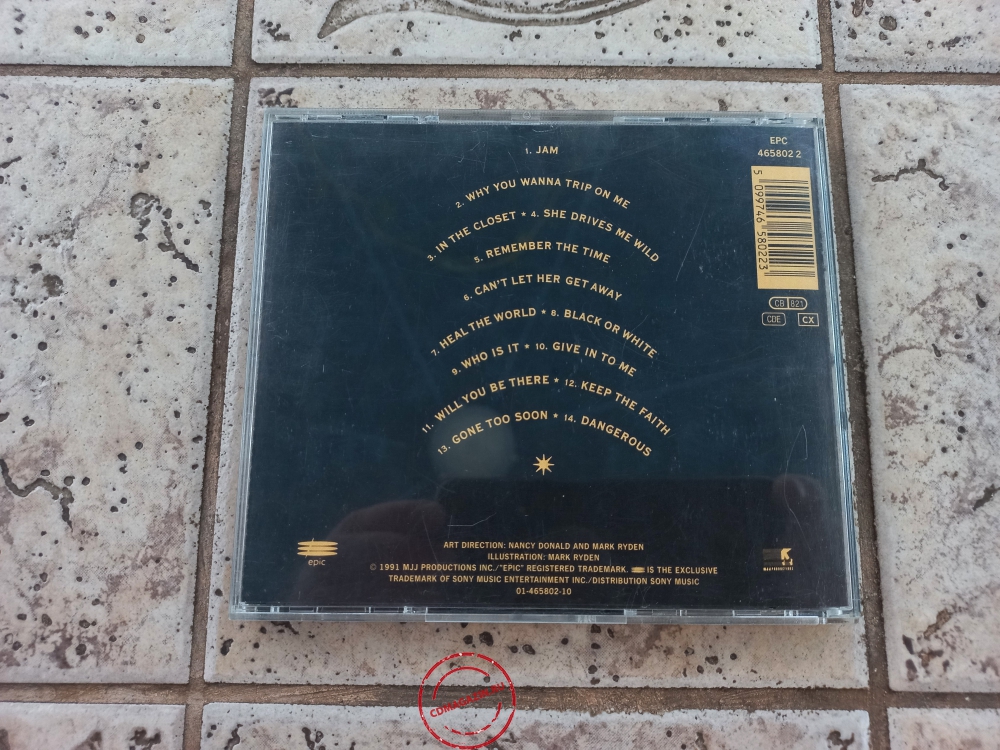 1. JAM
2. WHY YOU WANNA TRIP ON ME
3. IN THE CLOSET * 4. SHE DRIVES ME WILD
5. REMEMBER THE TIME
6. CAN'T LET HER GET AWAY
7. HEAL THE WORLD * 8. BLACK OR WHITE
9. WHO IS IT * 10. GIVE IN TO ME
11. WILL YOU BE THERE * 12. KEEP THE FAITH
13. GONE TOO SOON * 14. DANGEROUS
EPC
465802 2
5 099746 580223
CB 821
CDE CX
epic
ART DIRECTION: NANCY DONALD AND MARK RYDEN
ILLUSTRATION: MARK RYDEN
© 1991 MJJ PRODUCTIONS INC./"EPIC" REGISTERED TRADEMARK. IS THE EXCLUSIVE
TRADEMARK OF SONY MUSIC ENTERTAINMENT INC./DISTRIBUTION SONY MUSIC
01-465802-10
MJJ PRODUCTIONS